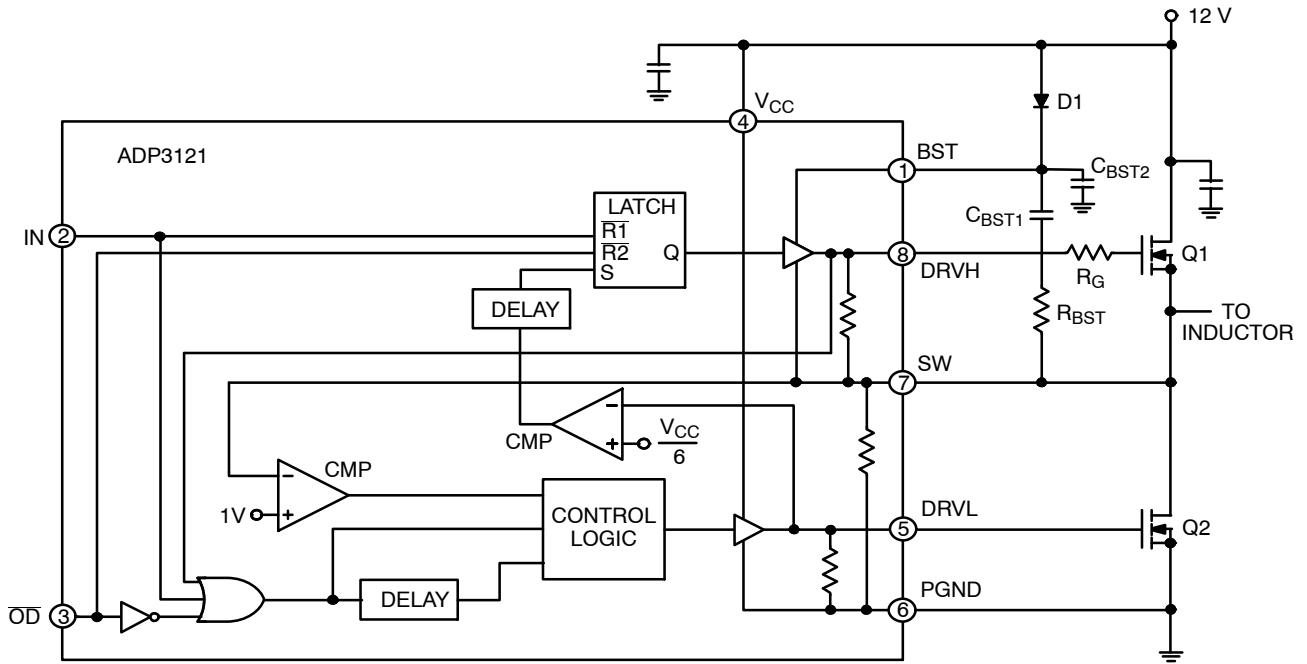 12 V
V_CC
4
D1
ADP3121
BST
1
C_BST2
LATCH
C_BST1
IN 2
R1̅
R2̅
Q
S
8
DRVH
R_G
Q1
DELAY
R_BST
TO
INDUCTOR
SW
7
−
CMP
+
V_CC
6
CMP
−
1V
+
CONTROL
LOGIC
DRVL
5
Q2
DELAY
PGND
6
O̅D̅ 3